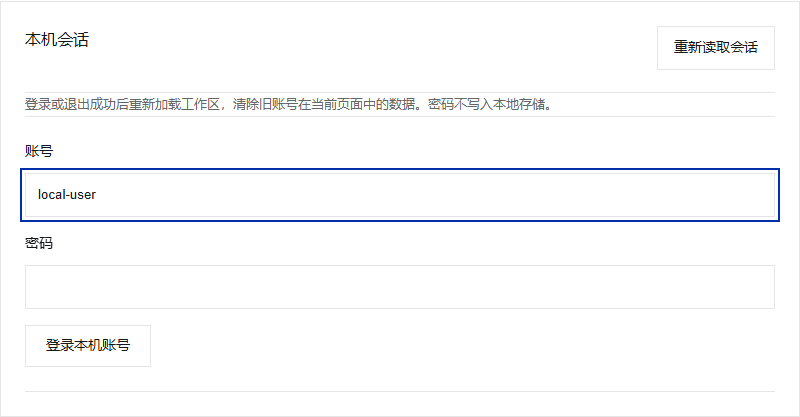 本机会话
重新读取会话
登录或退出成功后重新加载工作区，清除旧账号在当前页面中的数据。密码不写入本地存储。
账号
local-user
密码
登录本机账号